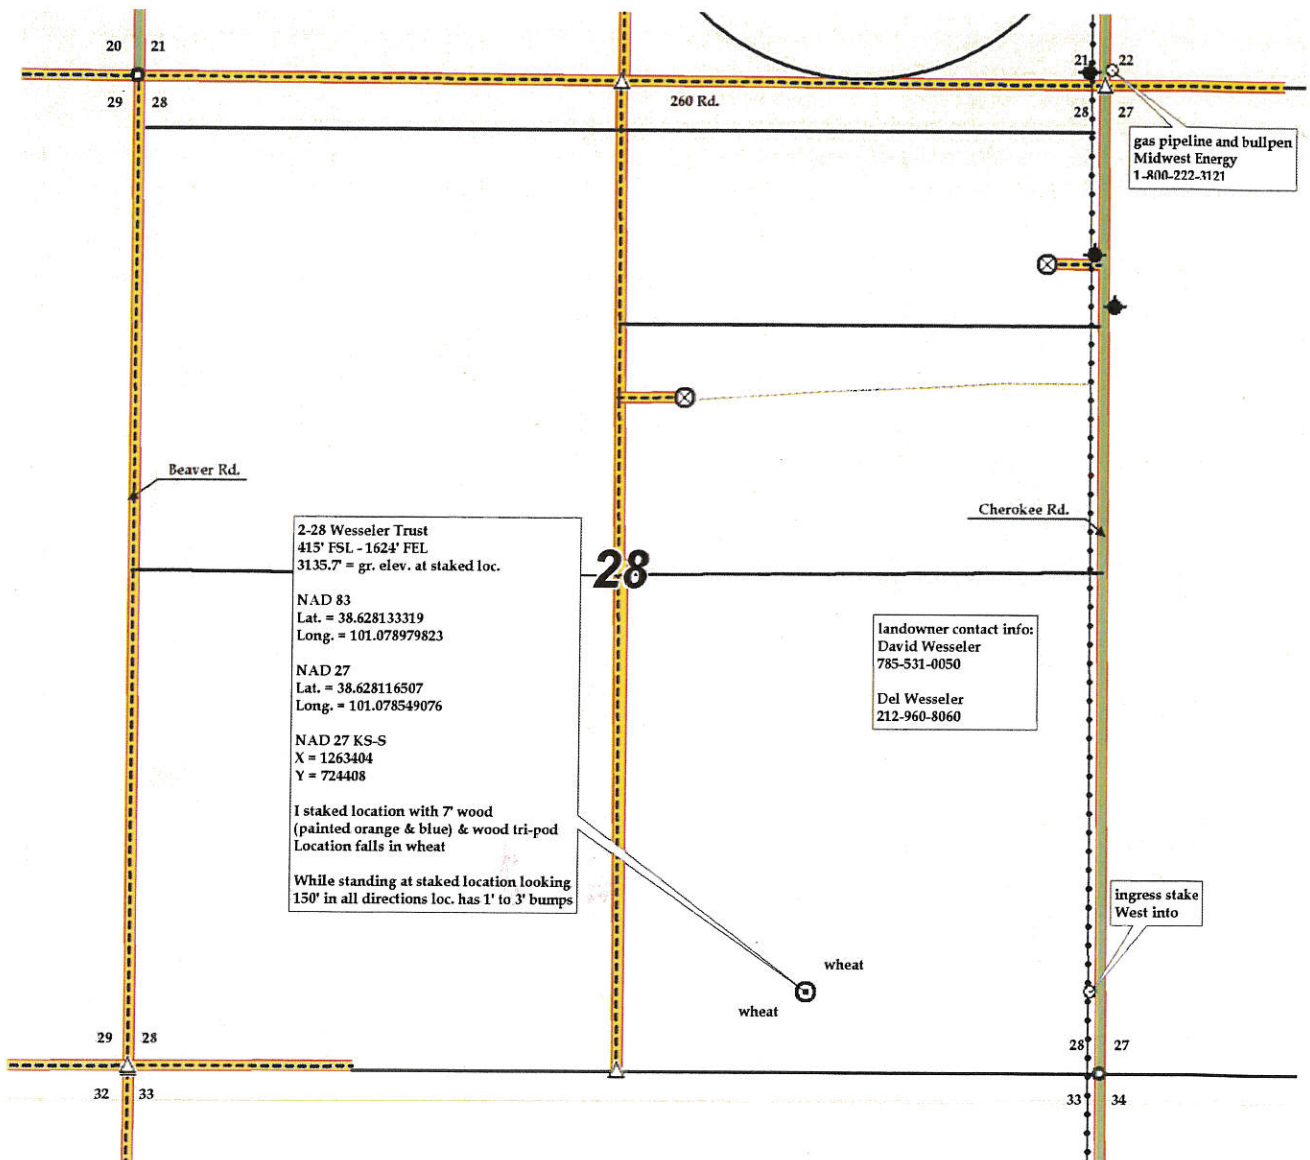 20 21
21 22
29 28
260 Rd.
28 27
gas pipeline and bullpen
Midwest Energy
1-800-222-3121
Beaver Rd.
Cherokee Rd.
2-28 Wesseler Trust
415' FSL - 1624' FEL
3135.7' = gr. elev. at staked loc.
NAD 83
Lat. = 38.628133319
Long. = 101.078979823
NAD 27
Lat. = 38.628116507
Long. = 101.078549076
NAD 27 KS-S
X = 1263404
Y = 724408
I staked location with 7' wood
(painted orange & blue) & wood tri-pod
Location falls in wheat
While standing at staked location looking
150' in all directions loc. has 1' to 3' bumps
28
landowner contact info:
David Wesseler
785-531-0050
Del Wesseler
212-960-8060
ingress stake
West into
wheat
wheat
29 28
28 27
32 33
33 34